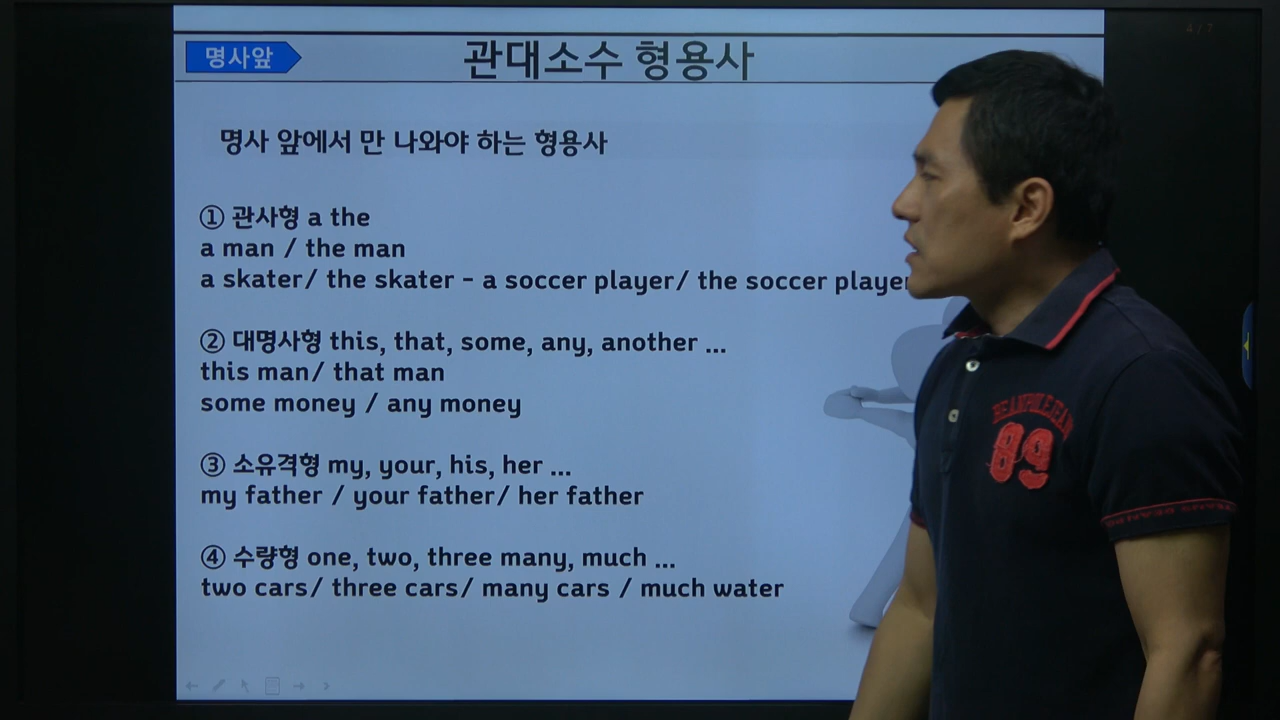 명사앞
관대소수 형용사
명사 앞에서 만 나와야 하는 형용사
① 관사형 a the
a man / the man
a skater/ the skater - a soccer player/ the soccer player
② 대명사형 this, that, some, any, another ...
this man/ that man
some money / any money
③ 소유격형 my, your, his, her ...
my father / your father/ her father
④ 수량형 one, two, three many, much ...
two cars/ three cars/ many cars / much water
4 / 7
89